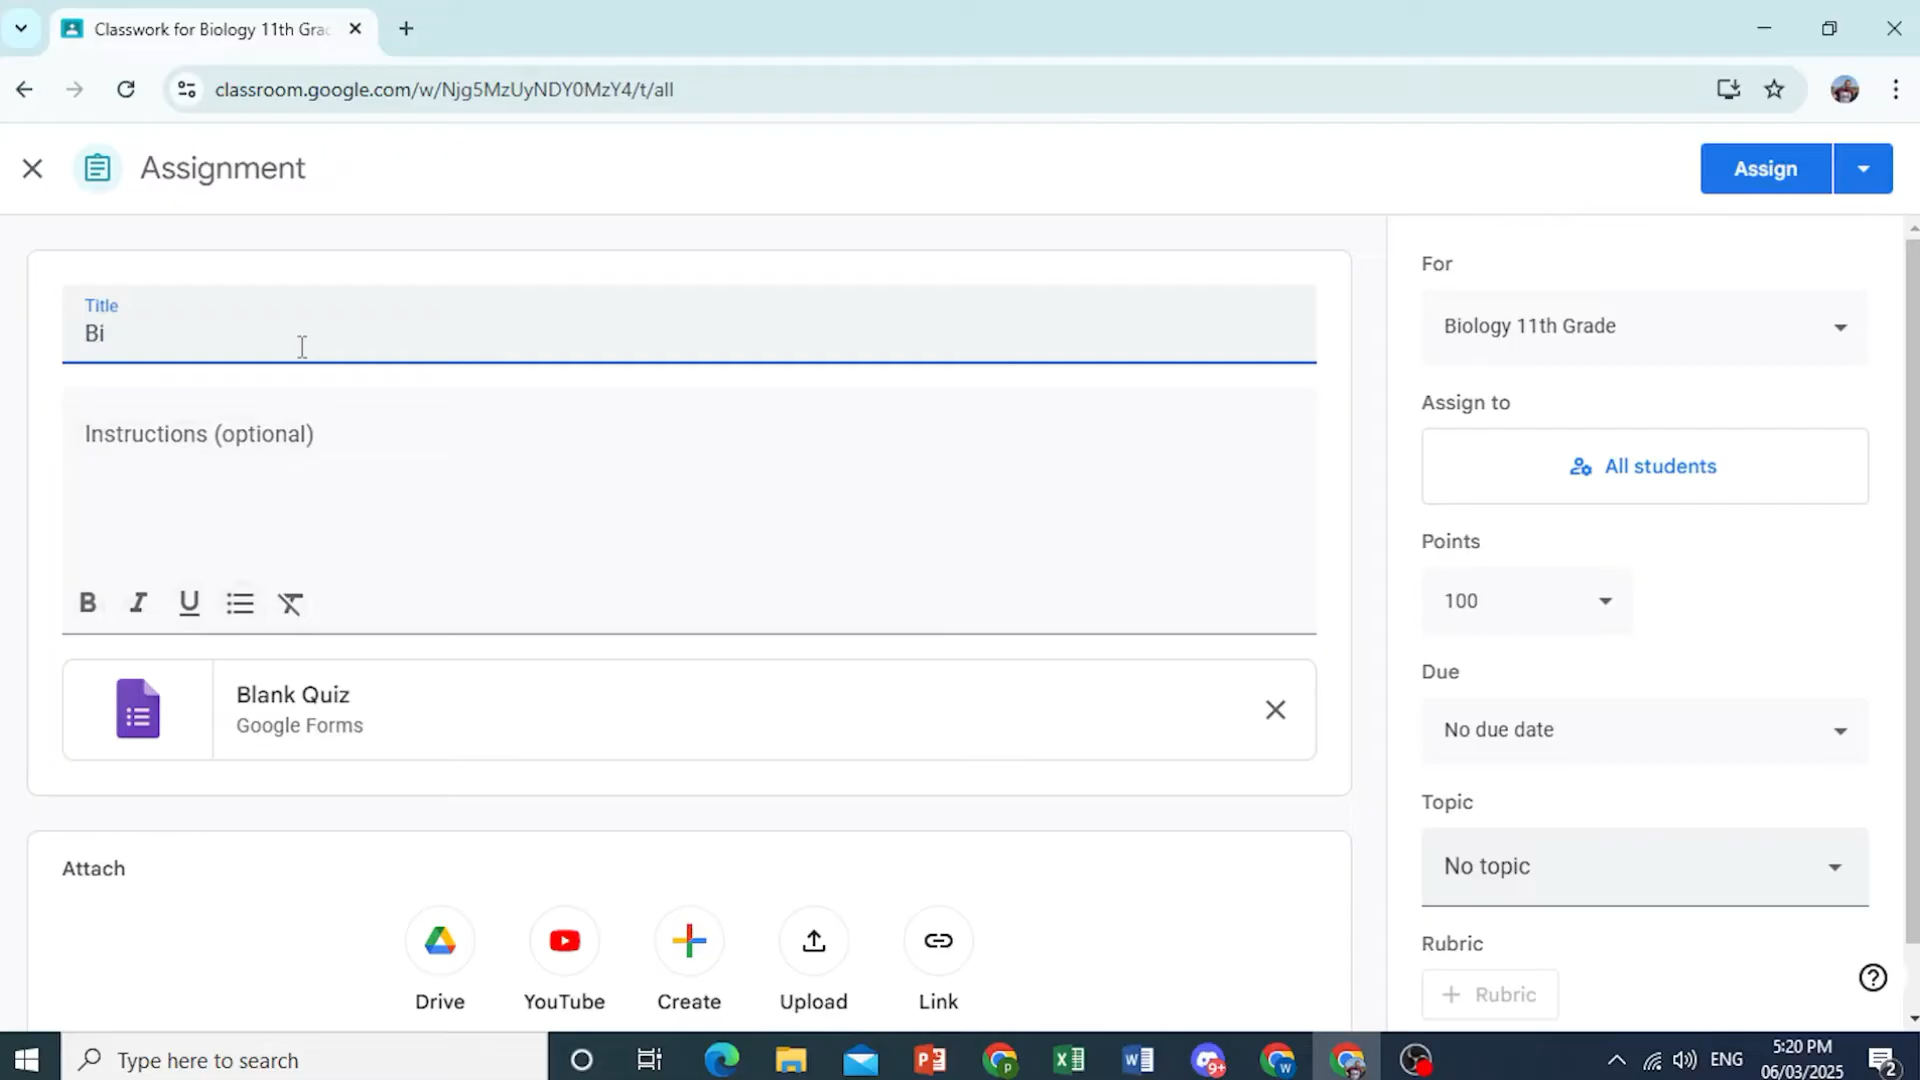 Classwork for Biology 11th Grad
classroom.google.com/w/Njg5MzUyNDY0MzY4/t/all
Assignment
Assign
Title
Bi
Instructions (optional)
B I U
Blank Quiz
Google Forms
Attach
Drive
YouTube
Create
Upload
Link
For
Biology 11th Grade
Assign to
All students
Points
100
Due
No due date
Topic
No topic
Rubric
+ Rubric
Type here to search
9+
ENG
5:20 PM
06/03/2025
2